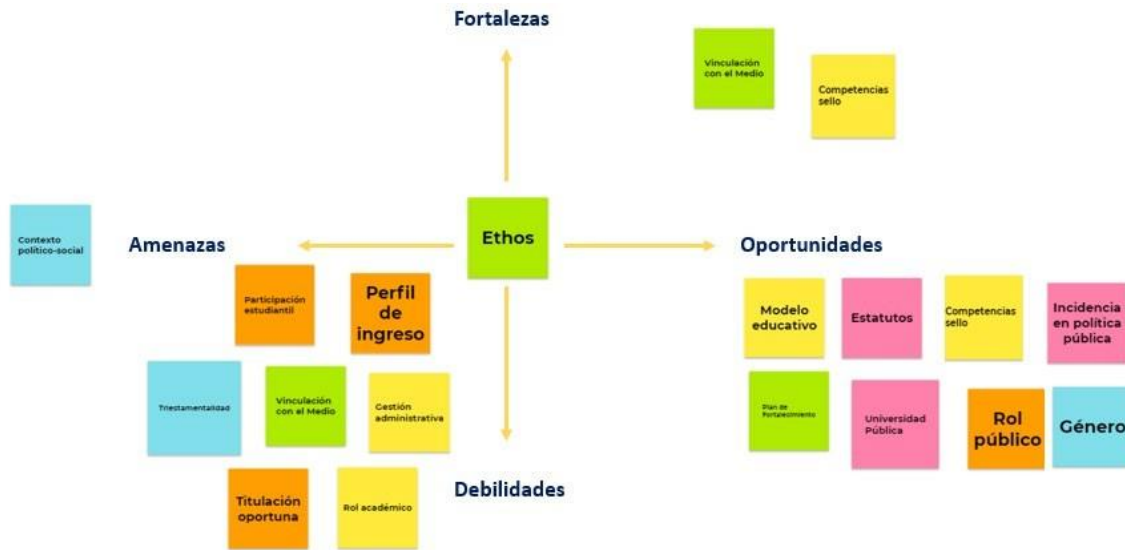 Fortalezas
Vinculación
con el Medio
Competencias
sello
Contexto
político-social
Amenazas
Ethos
Oportunidades
Participación
estudiantil
Perfil
de
ingreso
Modelo
educativo
Estatutos
Competencias
sello
Incidencia
en política
pública
Triestamentalidad
Vinculación
con el Medio
Gestión
administrativa
Plan de
Fortalecimiento
Universidad
Pública
Rol
público
Género
Titulación
oportuna
Rol académico
Debilidades